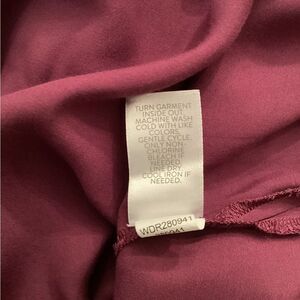 TURN GARMENT
INSIDE OUT.
MACHINE WASH
COLD WITH LIKE
COLORS,
GENTLE CYCLE.
ONLY NON-
CHLORINE
BLEACH IF
NEEDED.
LINE DRY.
COOL IRON IF
NEEDED.
WDR280941